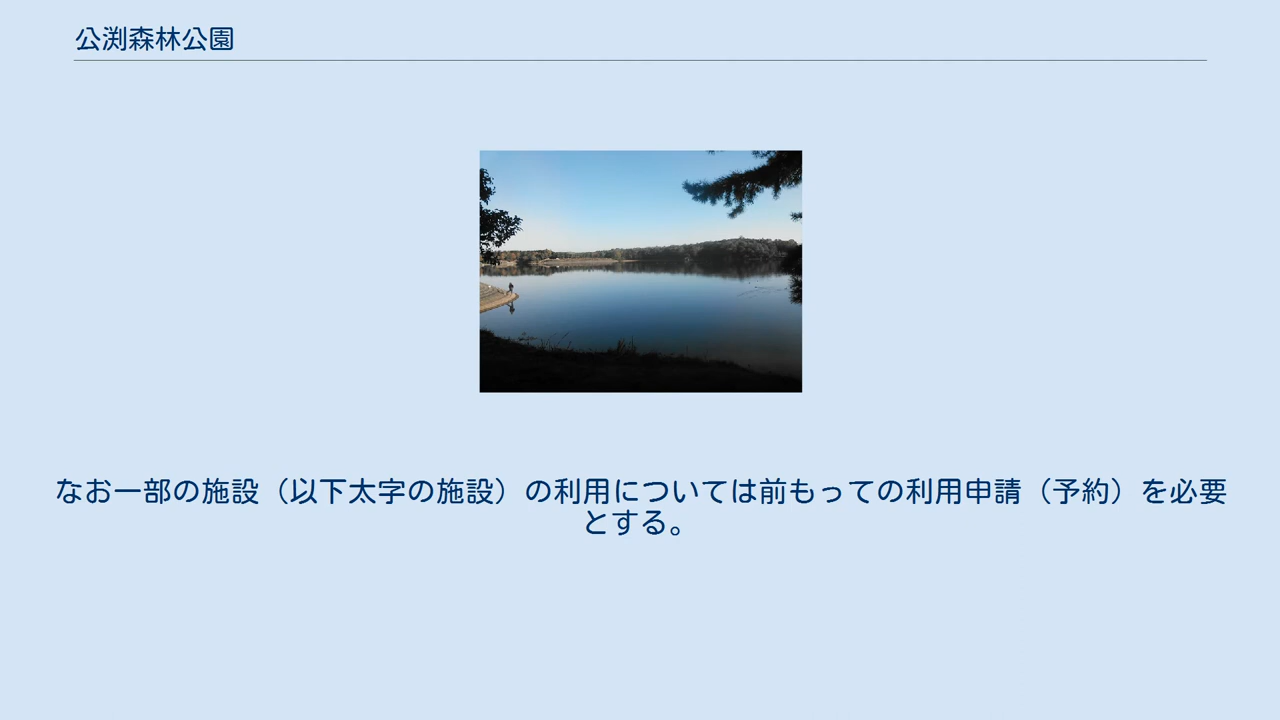 公渕森林公園
なお一部の施設（以下太字の施設）の利用については前もっての利用申請（予約）を必要
とする。